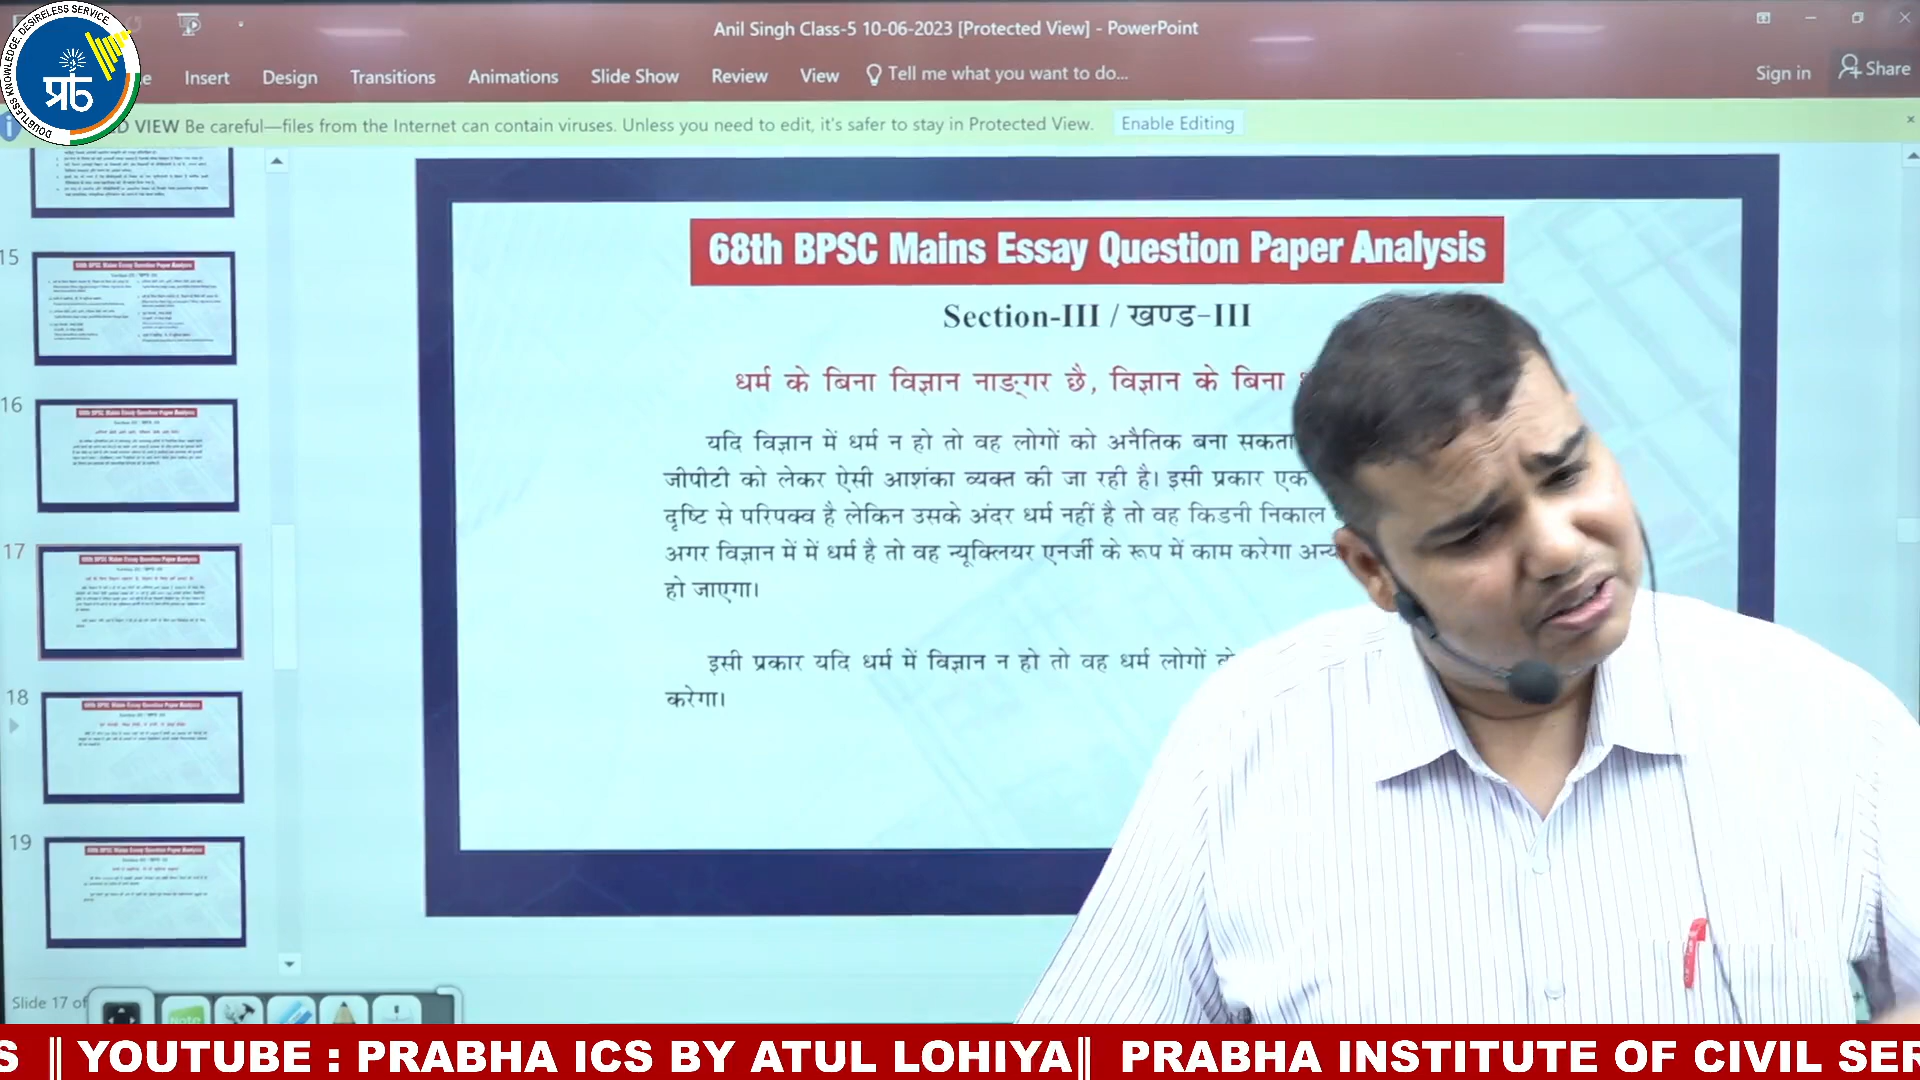 Anil Singh Class-5 10-06-2023 [Protected View] - PowerPoint
Insert Design Transitions Animations Slide Show Review View Tell me what you want to do... Sign in Share
VIEW Be careful—files from the Internet can contain viruses. Unless you need to edit, it's safer to stay in Protected View. Enable Editing
DOUBTLESS KNOWLEDGE, DESIRELESS SERVICE
68th BPSC Mains Essay Question Paper Analysis
Section-III / खण्ड-III
धर्म के बिना विज्ञान नाङ्गर छै, विज्ञान के बिना
यदि विज्ञान में धर्म न हो तो वह लोगों को अनैतिक बना सकता
जीपीटी को लेकर ऐसी आशंका व्यक्त की जा रही है। इसी प्रकार एक
दृष्टि से परिपक्व है लेकिन उसके अंदर धर्म नहीं है तो वह किडनी निकाल
अगर विज्ञान में में धर्म है तो वह न्यूक्लियर एनर्जी के रूप में काम करेगा
हो जाएगा।
इसी प्रकार यदि धर्म में विज्ञान न हो तो वह धर्म लोगों
करेगा।
15
16
17
18
19
Slide 17 of
Note
|| YOUTUBE : PRABHA ICS BY ATUL LOHIYA|| PRABHA INSTITUTE OF CIVIL SER